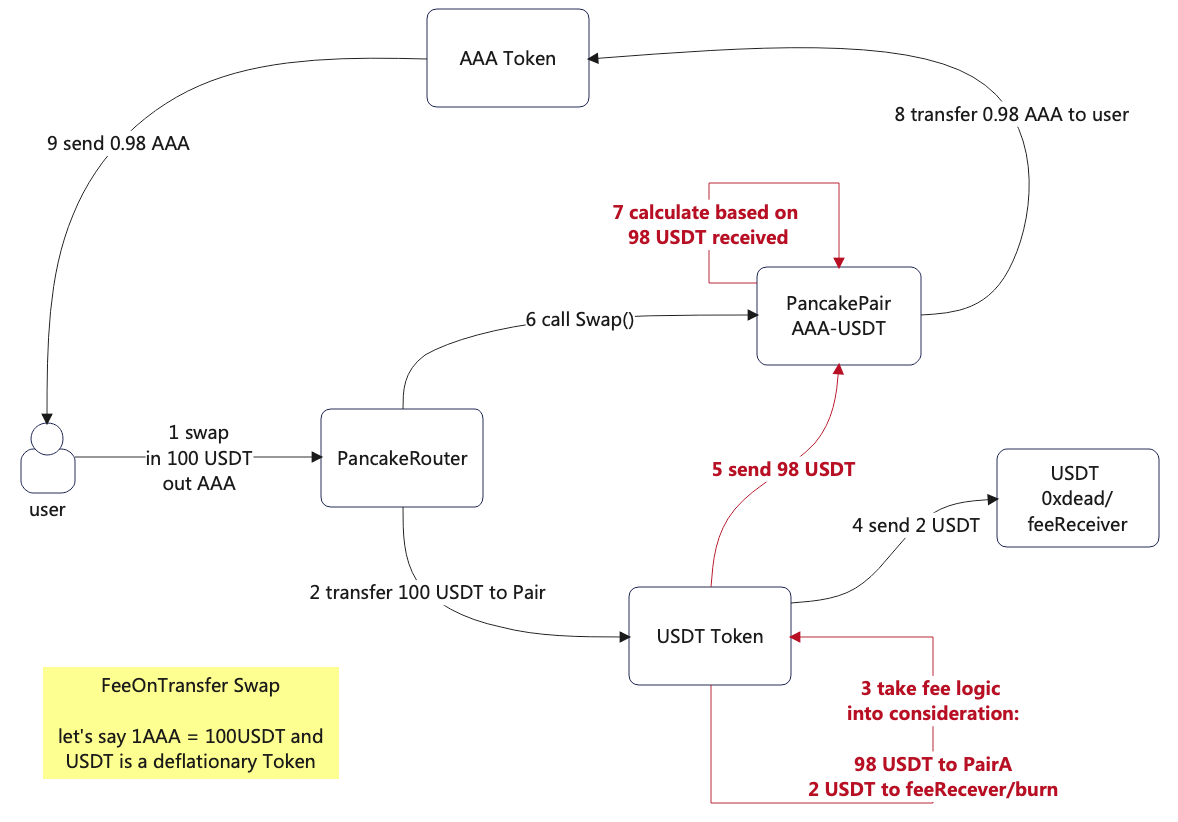 AAA Token
9 send 0.98 AAA
8 transfer 0.98 AAA to user
7 calculate based on
98 USDT received
PancakePair
AAA-USDT
6 call Swap()
1 swap
in 100 USDT
out AAA
user
PancakeRouter
5 send 98 USDT
USDT
0xdead/
feeReceiver
4 send 2 USDT
2 transfer 100 USDT to Pair
USDT Token
3 take fee logic
into consideration:
98 USDT to PairA
2 USDT to feeRecever/burn
FeeOnTransfer Swap
let's say 1AAA = 100USDT and
USDT is a deflationary Token